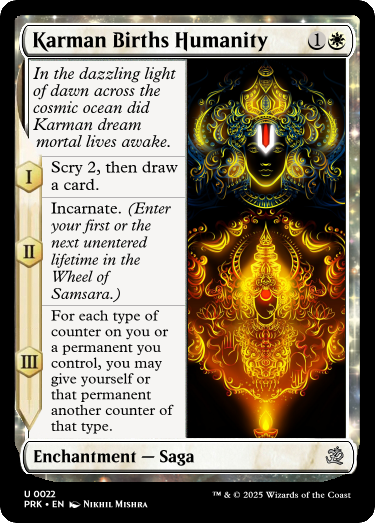 Karman Births Humanity 1
In the dazzling light
of dawn across the
cosmic ocean did
Karman dream
mortal lives awake.
I
Scry 2, then draw
a card.
II
Incarnate. (Enter
your first or the
next unentered
lifetime in the
Wheel of
Samsara.)
III
For each type of
counter on you or
a permanent you
control, you may
give yourself or
that permanent
another counter of
that type.
Enchantment — Saga
U 0022
PRK • EN Nikhil Mishra
™ & © 2025 Wizards of the Coast